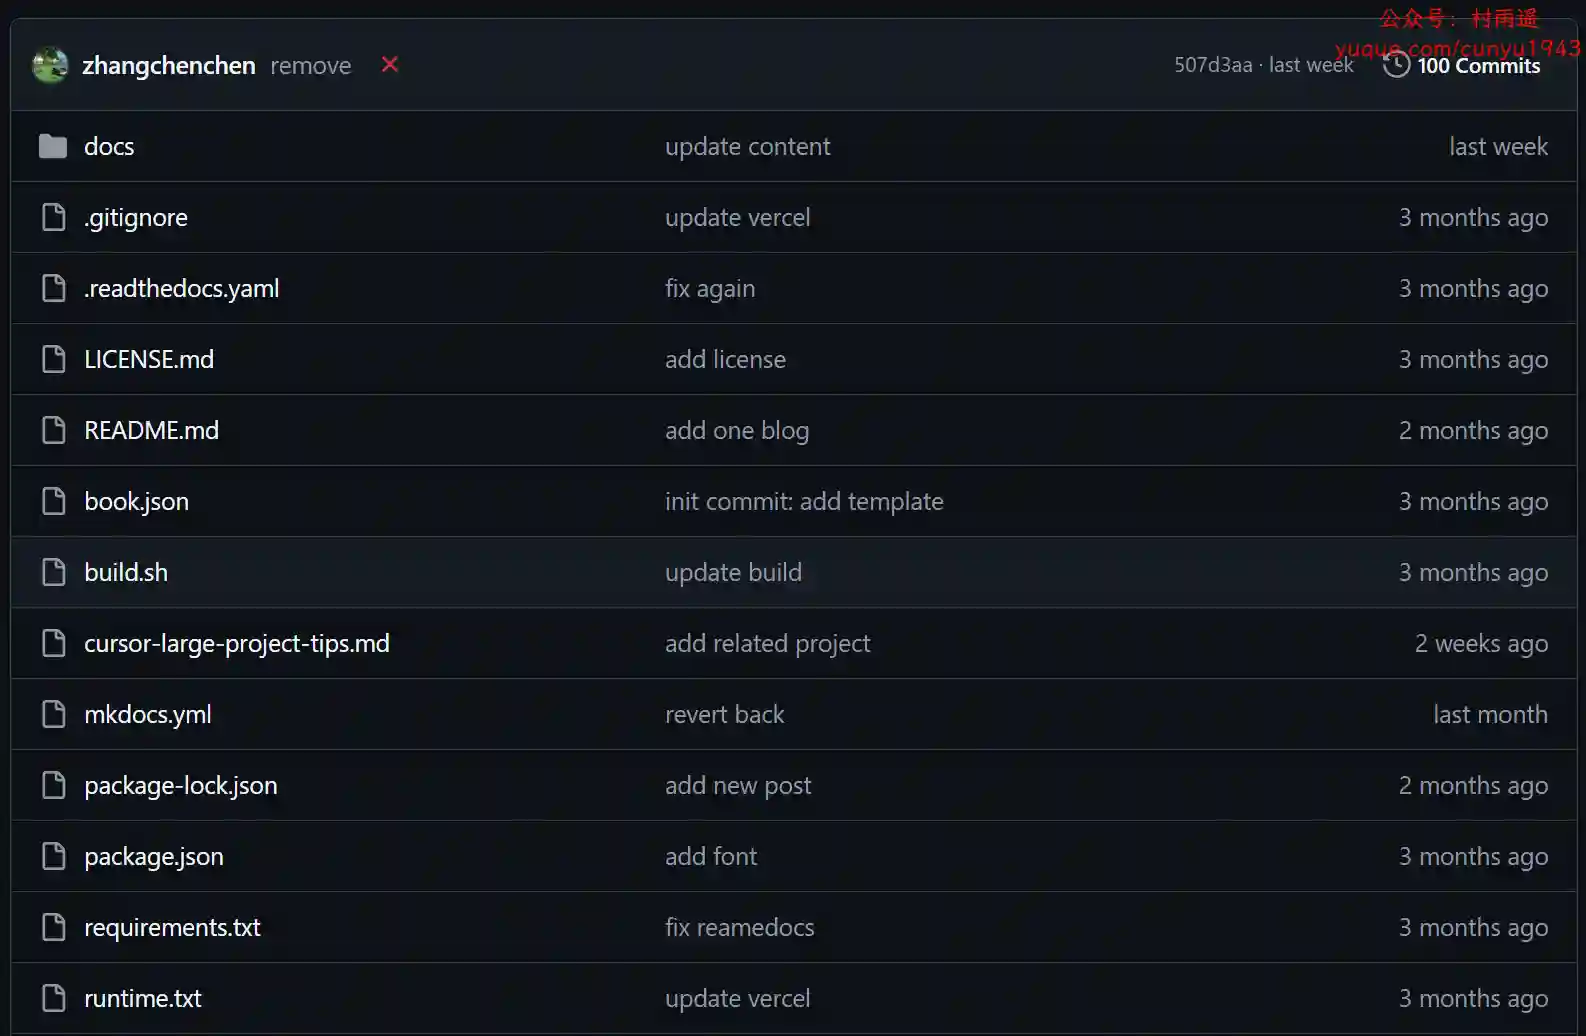 公众号：村雨遥
yuque.com/cunyu1943
zhangchenchen remove 507d3aa · last week 100 Commits
docs update content last week
.gitignore update vercel 3 months ago
.readthedocs.yaml fix again 3 months ago
LICENSE.md add license 3 months ago
README.md add one blog 2 months ago
book.json init commit: add template 3 months ago
build.sh update build 3 months ago
cursor-large-project-tips.md add related project 2 weeks ago
mkdocs.yml revert back last month
package-lock.json add new post 2 months ago
package.json add font 3 months ago
requirements.txt fix reamedocs 3 months ago
runtime.txt update vercel 3 months ago